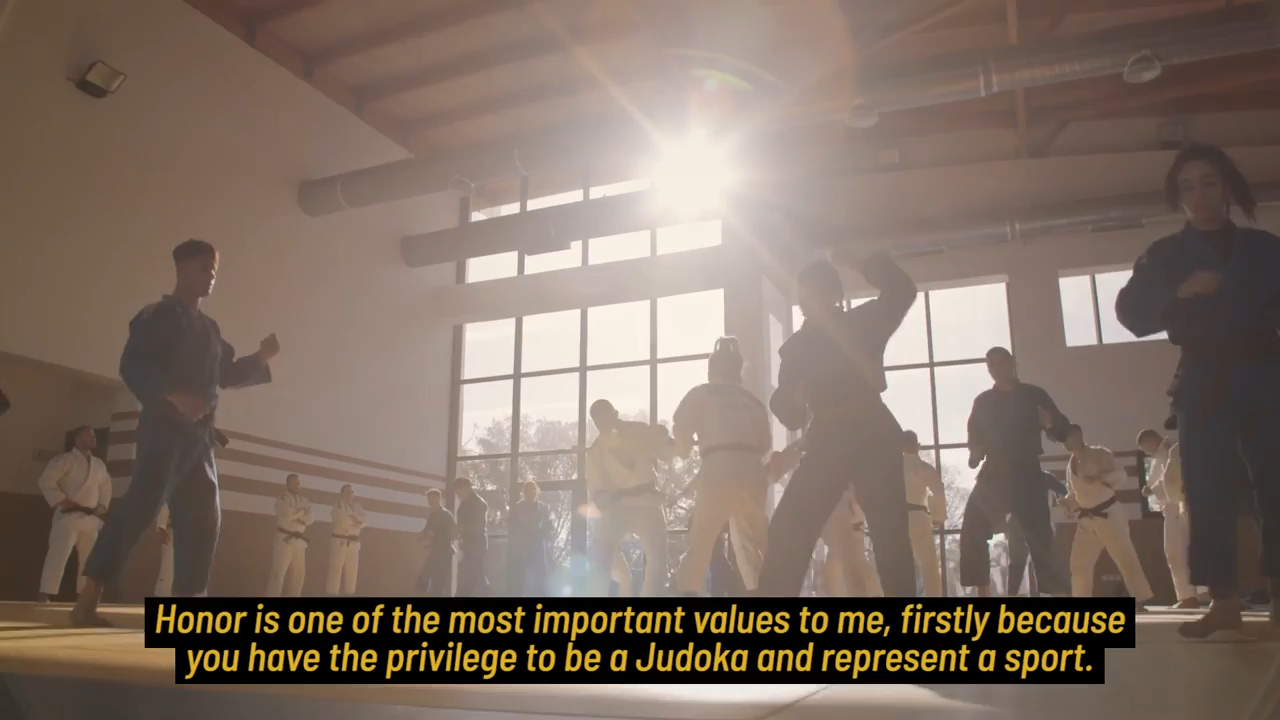 Honor is one of the most important values to me, firstly because
you have the privilege to be a Judoka and represent a sport.